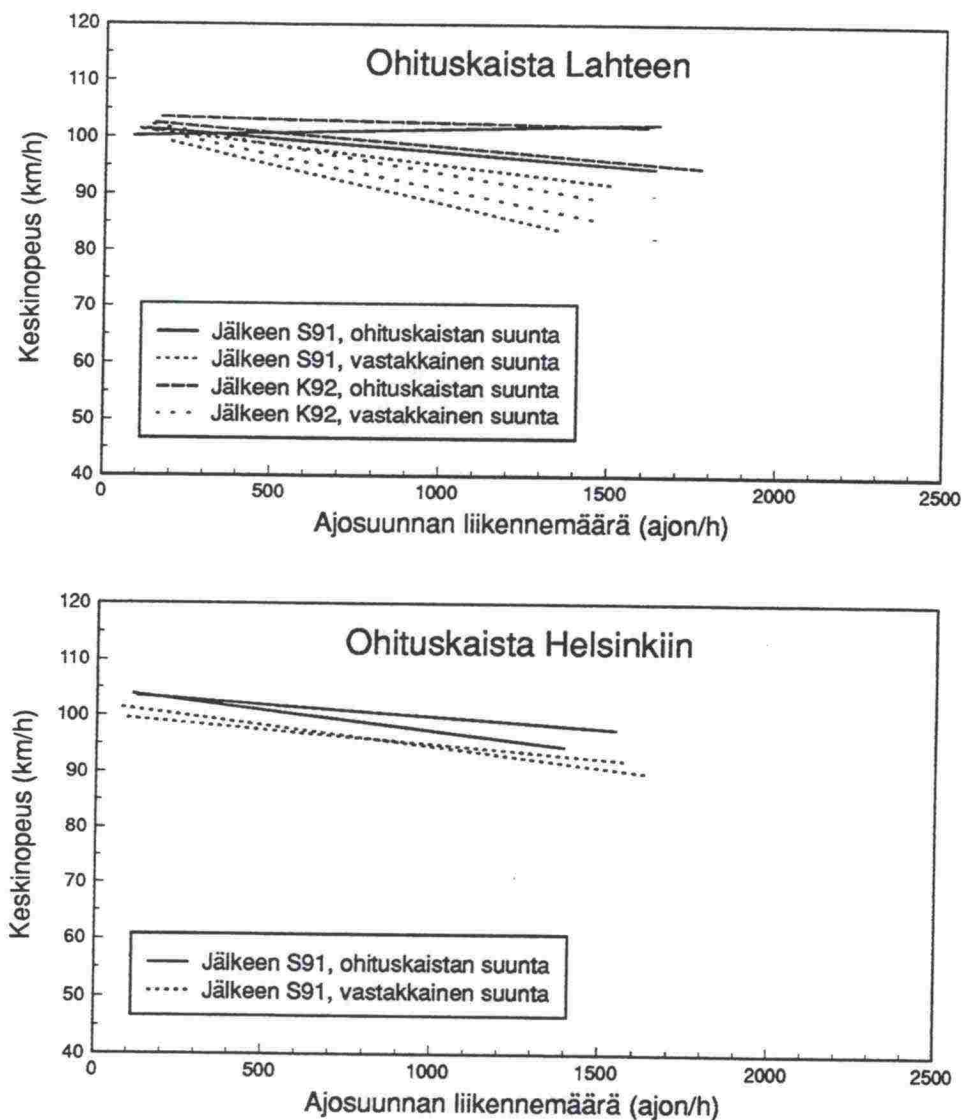 Ohituskaista Lahteen
Keskinopeus (km/h)
120
110
100
90
80
70
60
50
40
Jälkeen S91, ohituskaistan suunta
Jälkeen S91, vastakkainen suunta
Jälkeen K92, ohituskaistan suunta
Jälkeen K92, vastakkainen suunta
0 500 1000 1500 2000 2500
Ajosuunnan liikennemäärä (ajon/h)
Ohituskaista Helsinkiin
Keskinopeus (km/h)
120
110
100
90
80
70
60
50
40
Jälkeen S91, ohituskaistan suunta
Jälkeen S91, vastakkainen suunta
0 500 1000 1500 2000 2500
Ajosuunnan liikennemäärä (ajon/h)